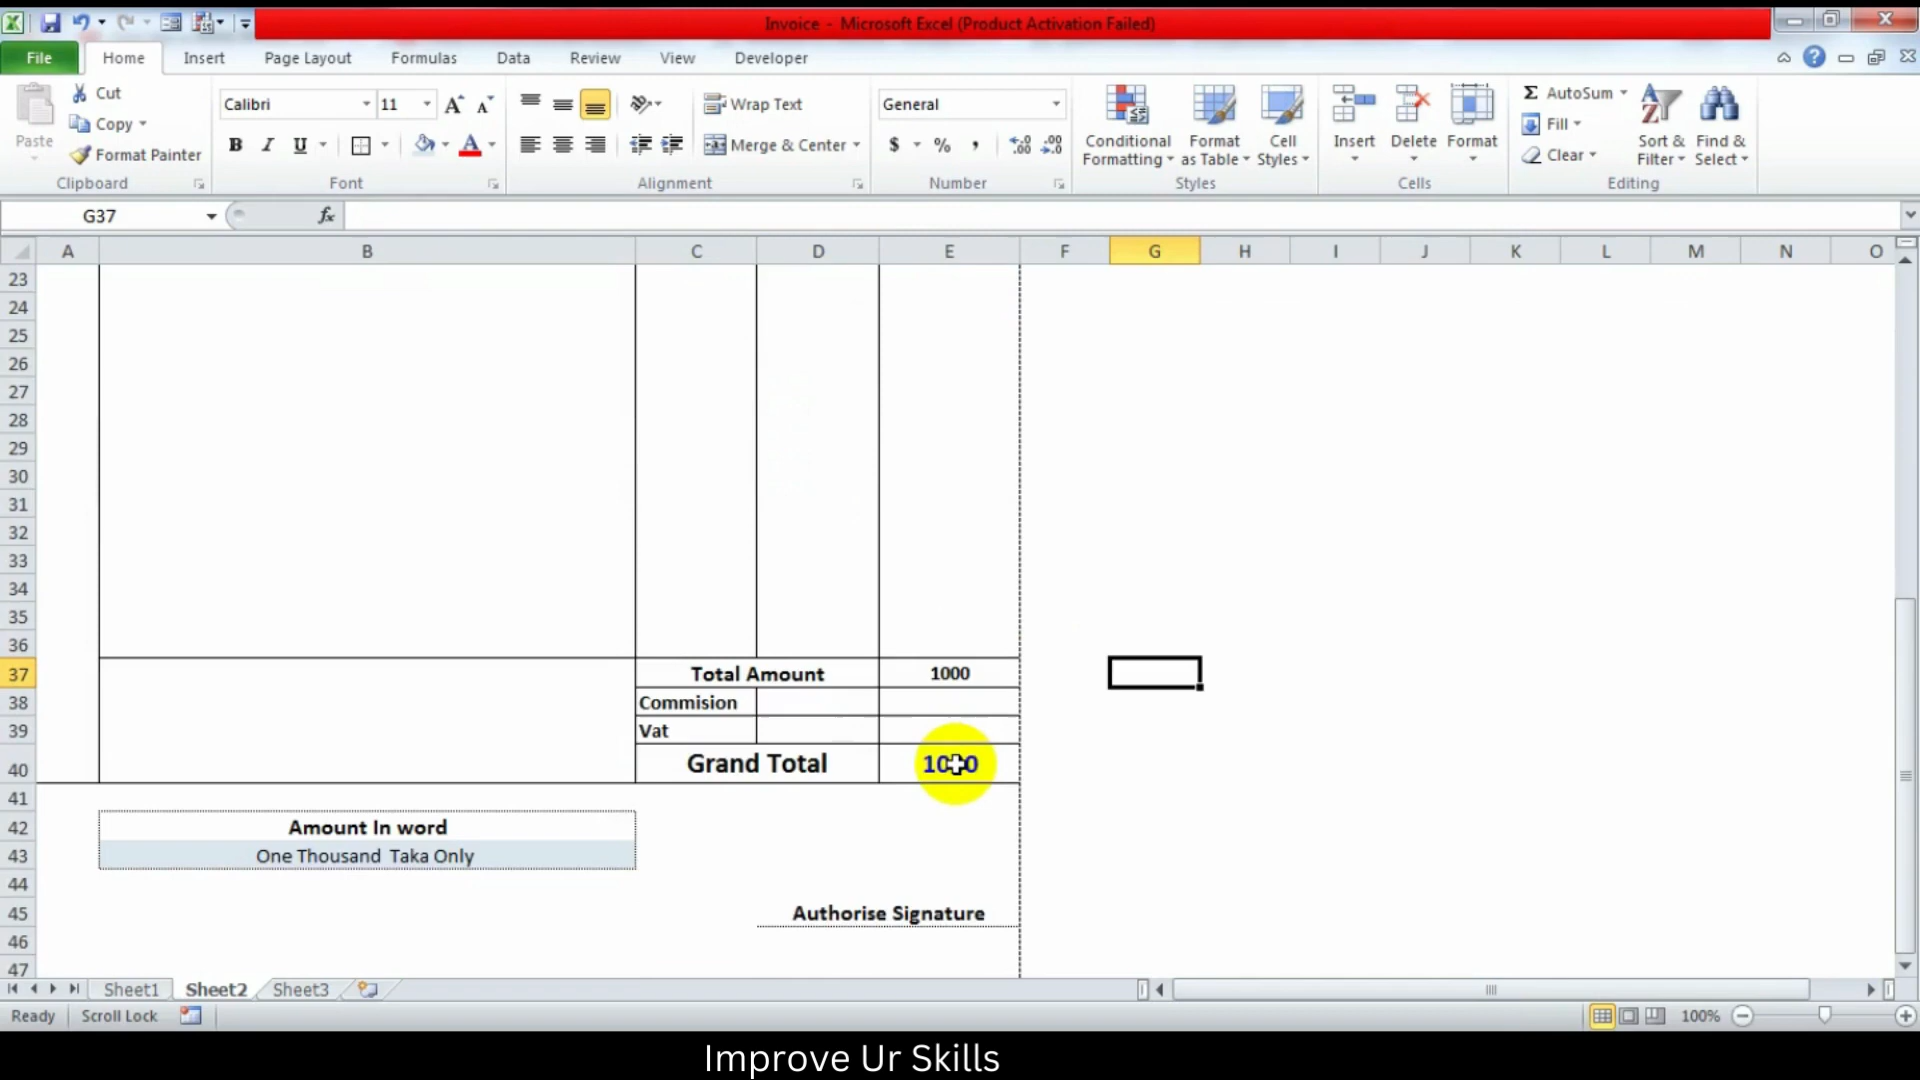 Invoice - Microsoft Excel (Product Activation Failed)
File Home Insert Page Layout Formulas Data Review View Developer
Paste
Cut
Copy
Format Painter
Clipboard
Calibri 11
B I U
Font
Wrap Text
Merge & Center
Alignment
General
$ % ,
Number
Conditional Formatting
Format as Table
Cell Styles
Styles
Insert Delete Format
Cells
Σ AutoSum
Fill
Clear
Sort & Filter
Find & Select
Editing
G37 fx
A B C D E F G H I J K L M N O
23
24
25
26
27
28
29
30
31
32
33
34
35
36
37 Total Amount 1000
38 Commision
39 Vat
40 Grand Total
41
42 Amount In word
43 One Thousand Taka Only
44
45 Authorise Signature
46
47
Sheet1 Sheet2 Sheet3
Ready Scroll Lock 100%
Improve Ur Skills